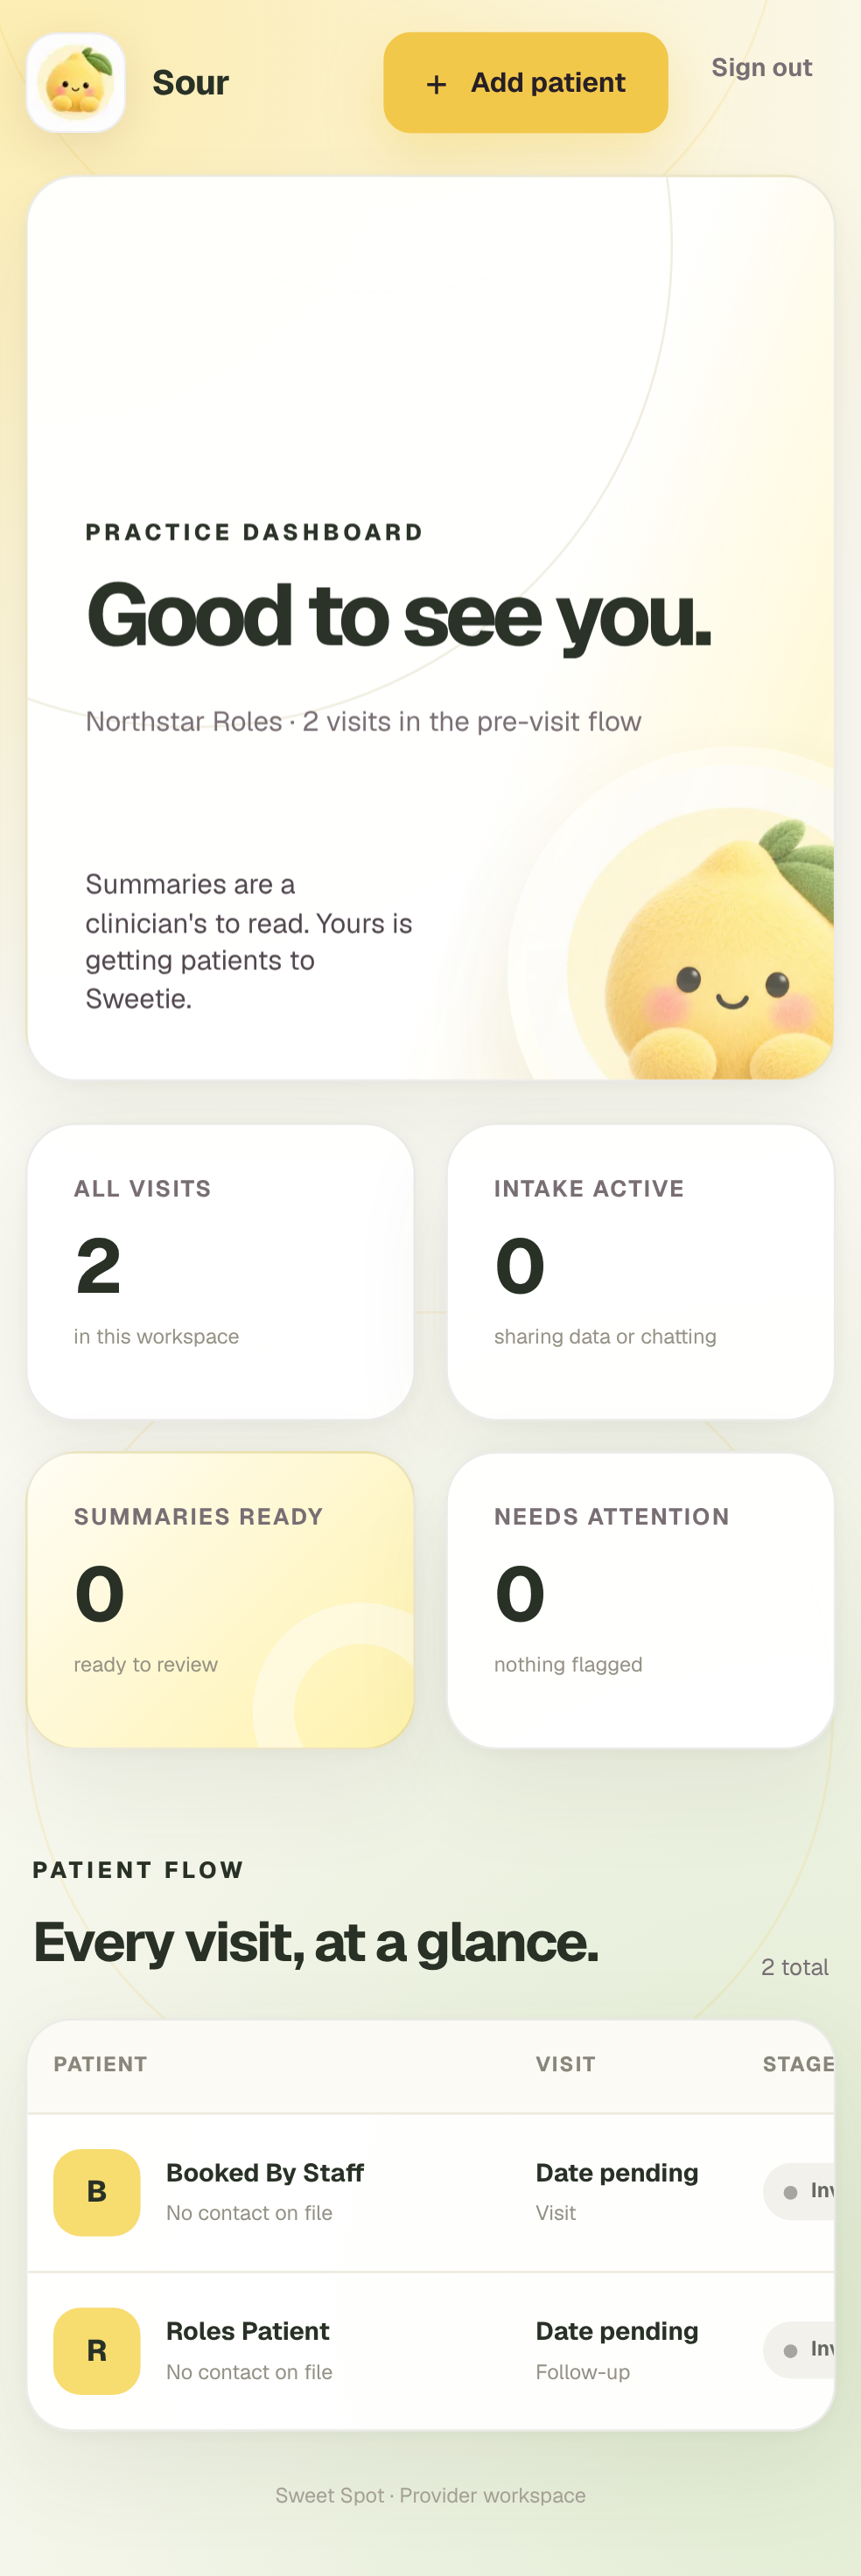 Sour
+ Add patient
Sign out
PRACTICE DASHBOARD
Good to see you.
Northstar Roles · 2 visits in the pre-visit flow
Summaries are a
clinician's to read. Yours is
getting patients to
Sweetie.
ALL VISITS
2
in this workspace
INTAKE ACTIVE
0
sharing data or chatting
SUMMARIES READY
0
ready to review
NEEDS ATTENTION
0
nothing flagged
PATIENT FLOW
Every visit, at a glance.
2 total
PATIENT VISIT STAGE
B
Booked By Staff
No contact on file
Date pending
Visit
Inv
R
Roles Patient
No contact on file
Date pending
Follow-up
Inv
Sweet Spot · Provider workspace